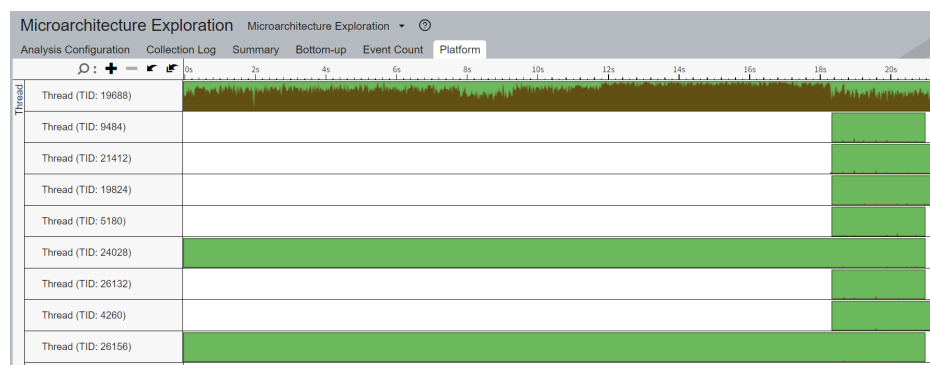 Microarchitecture Exploration Microarchitecture Exploration
Analysis Configuration Collection Log Summary Bottom-up Event Count Platform
0s 2s 4s 6s 8s 10s 12s 14s 16s 18s 20s
Thread
Thread (TID: 19688)
Thread (TID: 9484)
Thread (TID: 21412)
Thread (TID: 19824)
Thread (TID: 5180)
Thread (TID: 24028)
Thread (TID: 26132)
Thread (TID: 4260)
Thread (TID: 26156)